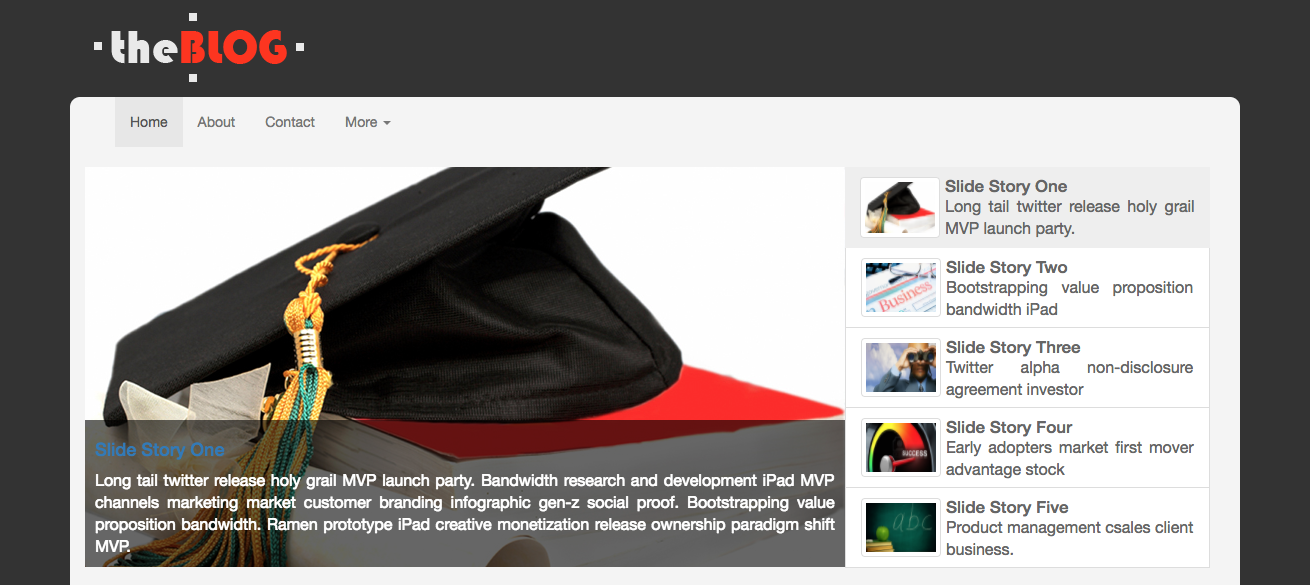 theBLOG
Home About Contact More
Slide Story One
Long tail twitter release holy grail MVP launch party. Bandwidth research and development iPad MVP
channels marketing market customer branding infographic gen-z social proof. Bootstrapping value
proposition bandwidth. Ramen prototype iPad creative monetization release ownership paradigm shift
MVP.
Slide Story One
Long tail twitter release holy grail
MVP launch party.
Business
Slide Story Two
Bootstrapping value proposition
bandwidth iPad
Slide Story Three
Twitter alpha non-disclosure
agreement investor
SUCCESS
Slide Story Four
Early adopters market first mover
advantage stock
abc
Slide Story Five
Product management csales client
business.